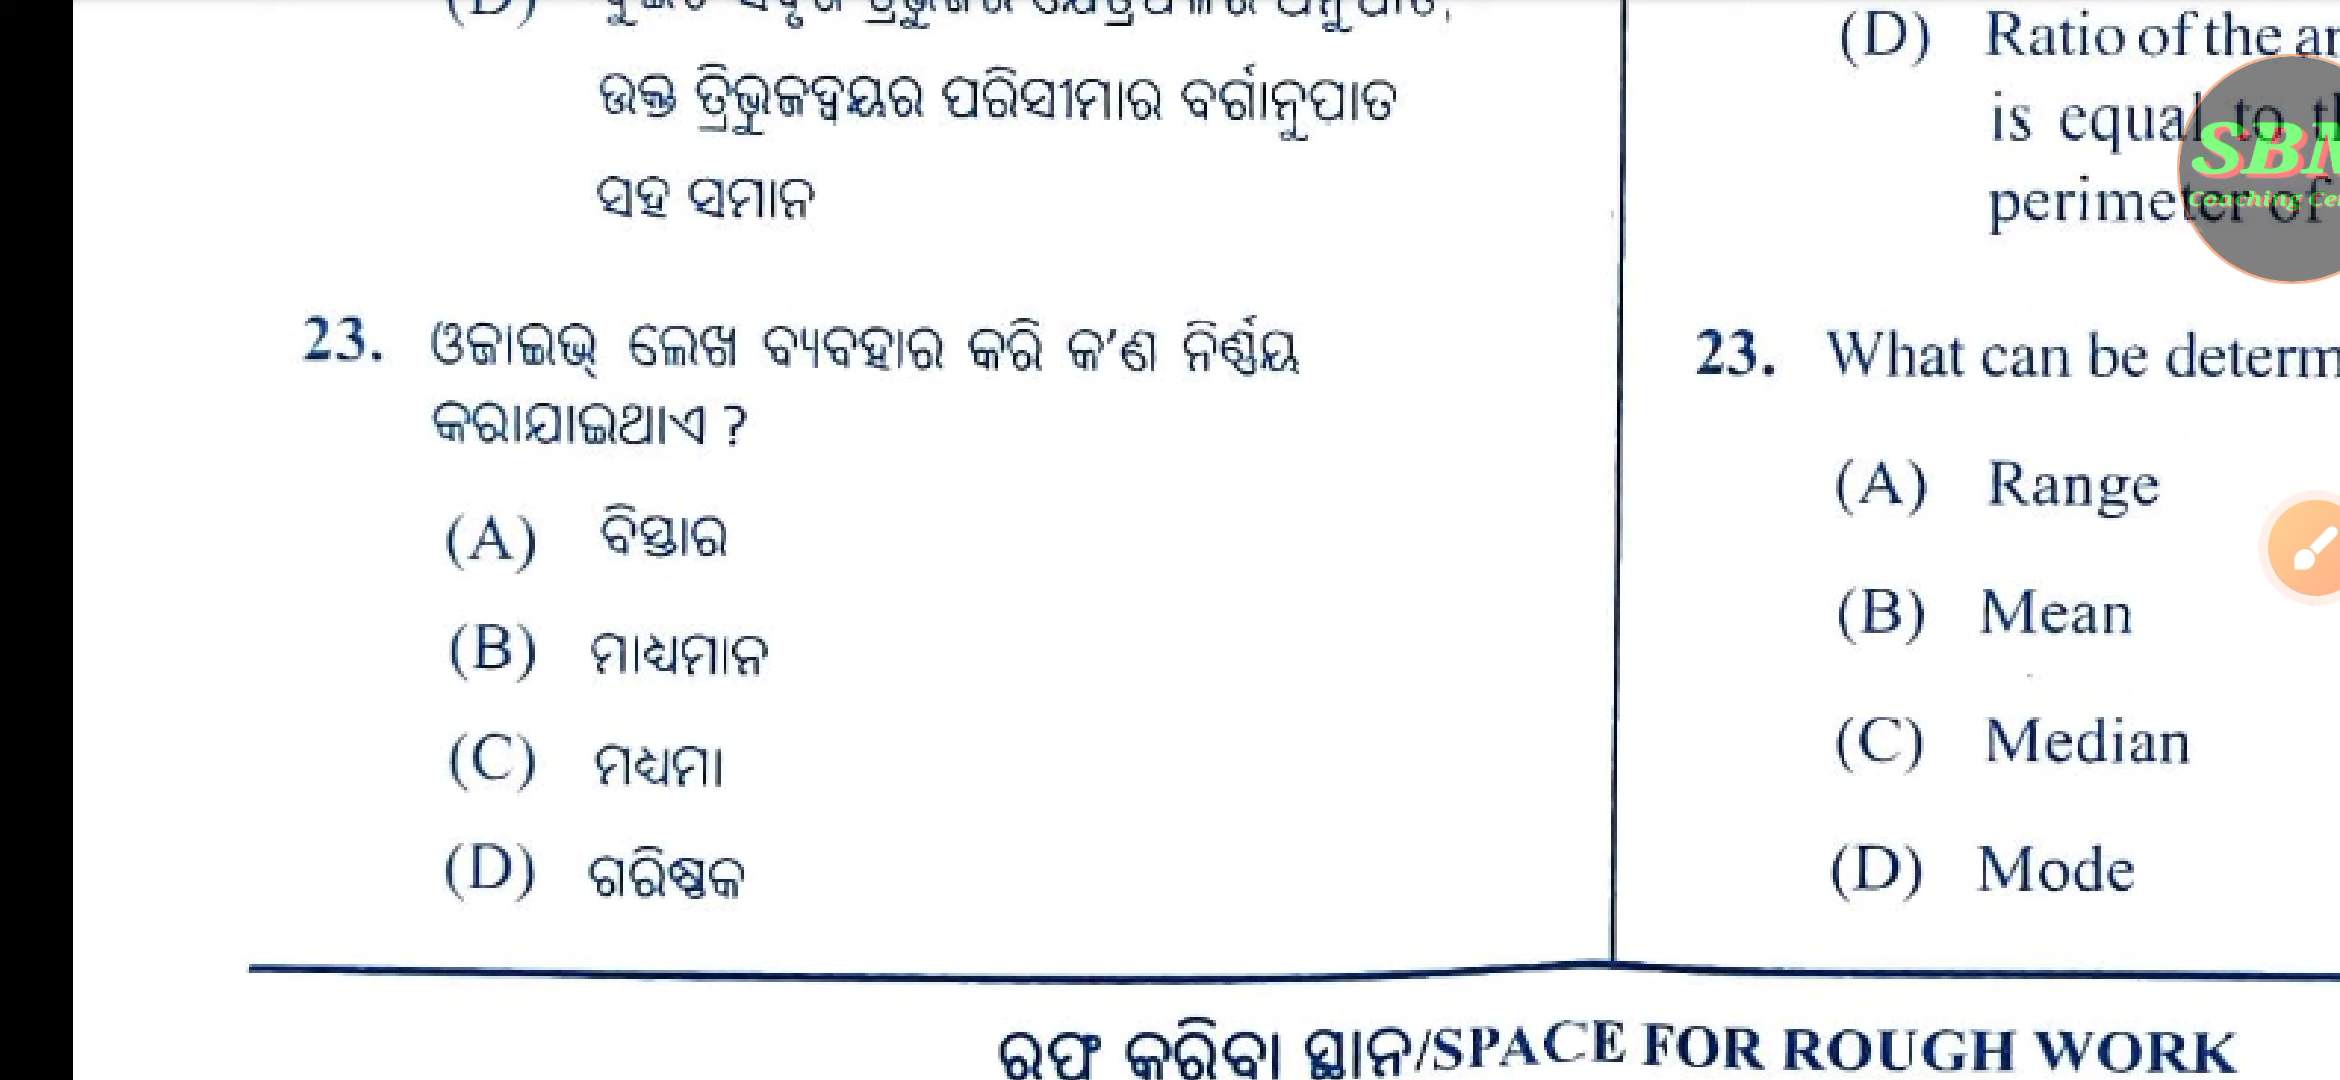 ଉକ୍ତ ତ୍ରିଭୁଜଦ୍ୱୟର ପରିସୀମାର ବର୍ଗାନୁପାତ
ସହ ସମାନ
23. ଓଜାଇଭ୍ ଲେଖ ବ୍ୟବହାର କରି କ'ଣ ନିର୍ଣ୍ଣୟ
କରାଯାଇଥାଏ ?
(A) ବିସ୍ତାର
(B) ମାଧ୍ୟମାନ
(C) ମଧ୍ୟମା
(D) ଗରିଷ୍ଠକ
(D) Ratio of the
is equal to
perimeter of
23. What can be
(A) Range
(B) Mean
(C) Median
(D) Mode
Coaching
ରଫ କରିବା ସ୍ଥାନ/SPACE FOR ROUGH WORK